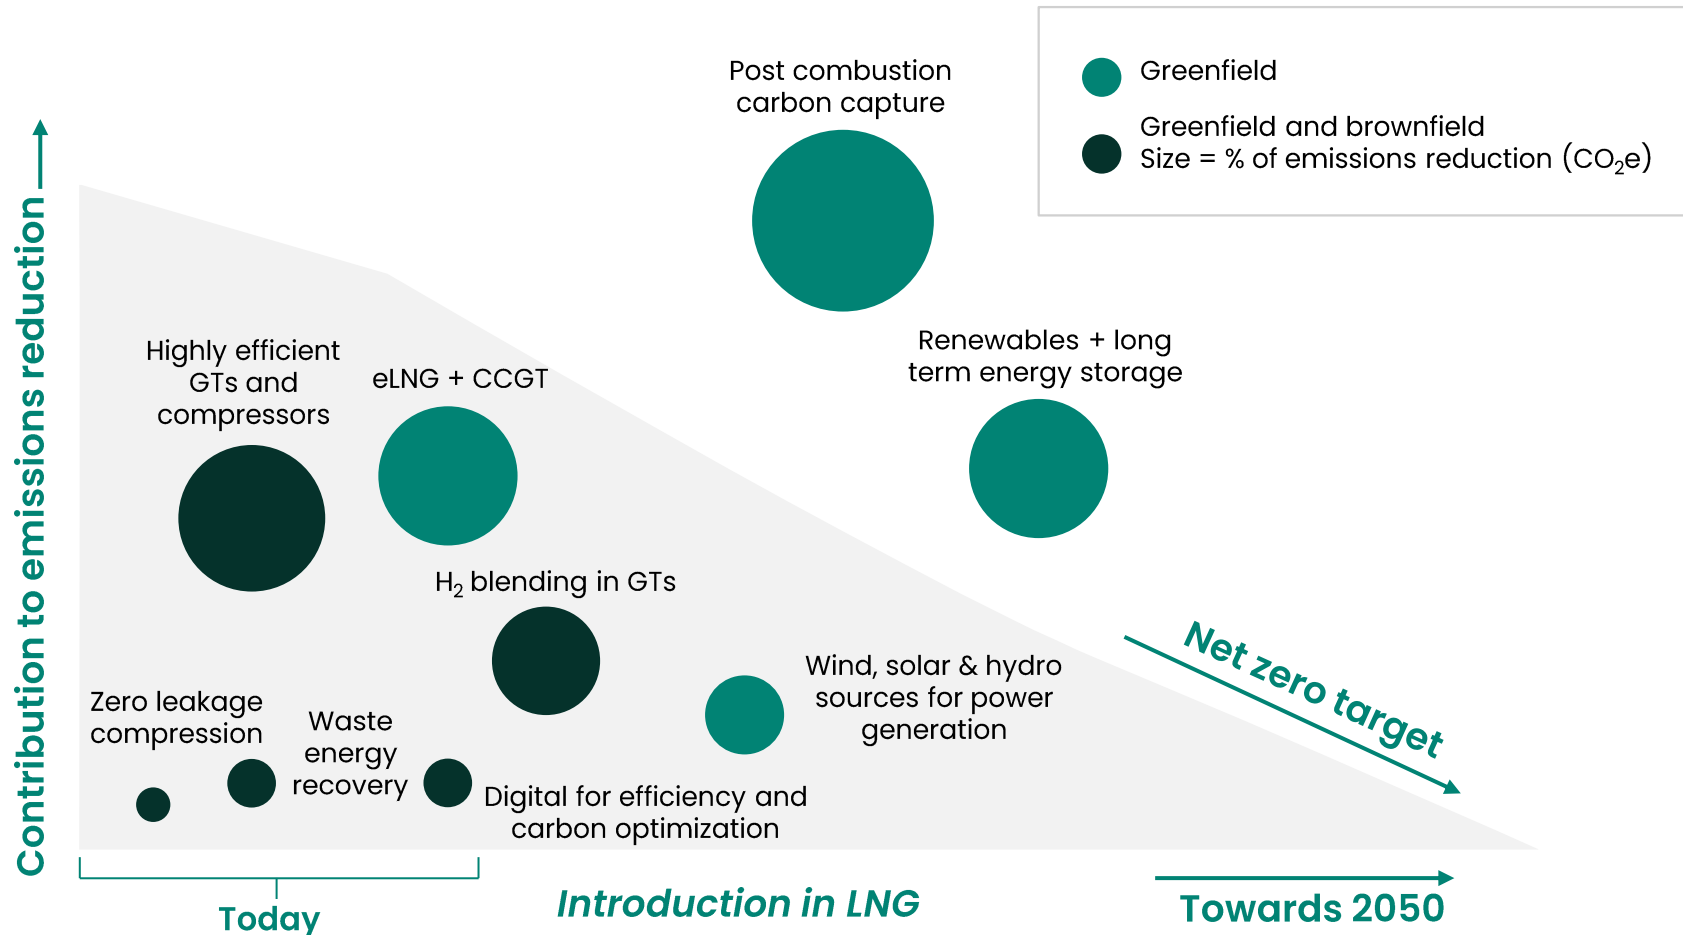 Post combustion
carbon capture
Greenfield
Greenfield and brownfield
Size = % of emissions reduction (CO₂e)
Contribution to emissions reduction
Highly efficient
GTs and
compressors
eLNG + CCGT
Renewables + long
term energy storage
H₂ blending in GTs
Wind, solar & hydro
sources for power
generation
Net zero target
Zero leakage
compression
Waste
energy
recovery
Digital for efficiency and
carbon optimization
Today
Introduction in LNG
Towards 2050